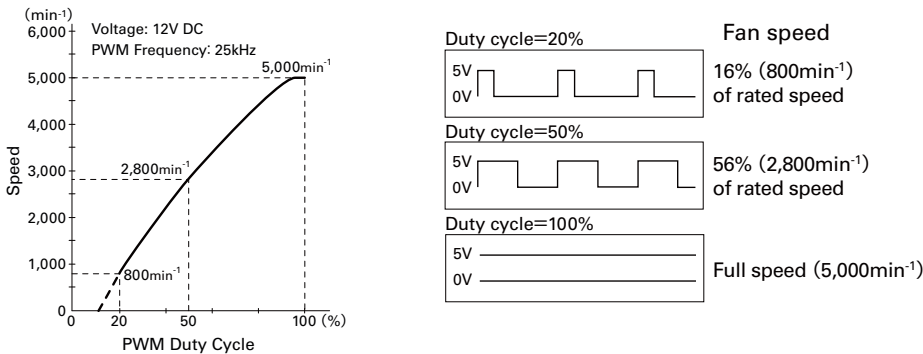 (min⁻¹)
6,000
Voltage: 12V DC
PWM Frequency: 25kHz
5,000min⁻¹
5,000
4,000
Speed
3,000
2,800min⁻¹
2,000
1,000
800min⁻¹
0
0 20 50 100 (%)
PWM Duty Cycle
Fan speed
Duty cycle=20%
5V
0V
16% (800min⁻¹)
of rated speed
Duty cycle=50%
5V
0V
56% (2,800min⁻¹)
of rated speed
Duty cycle=100%
5V
0V
Full speed (5,000min⁻¹)